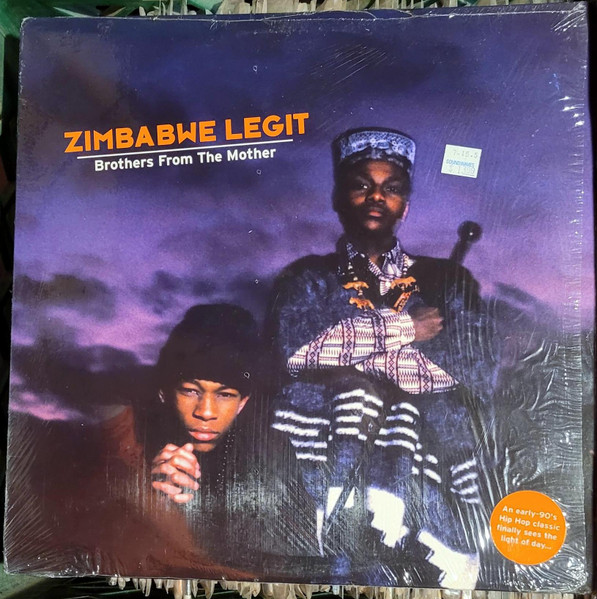 ZIMBABWE LEGIT
Brothers From The Mother
An early-90's
Hip Hop classic
finally sees the
light of day...